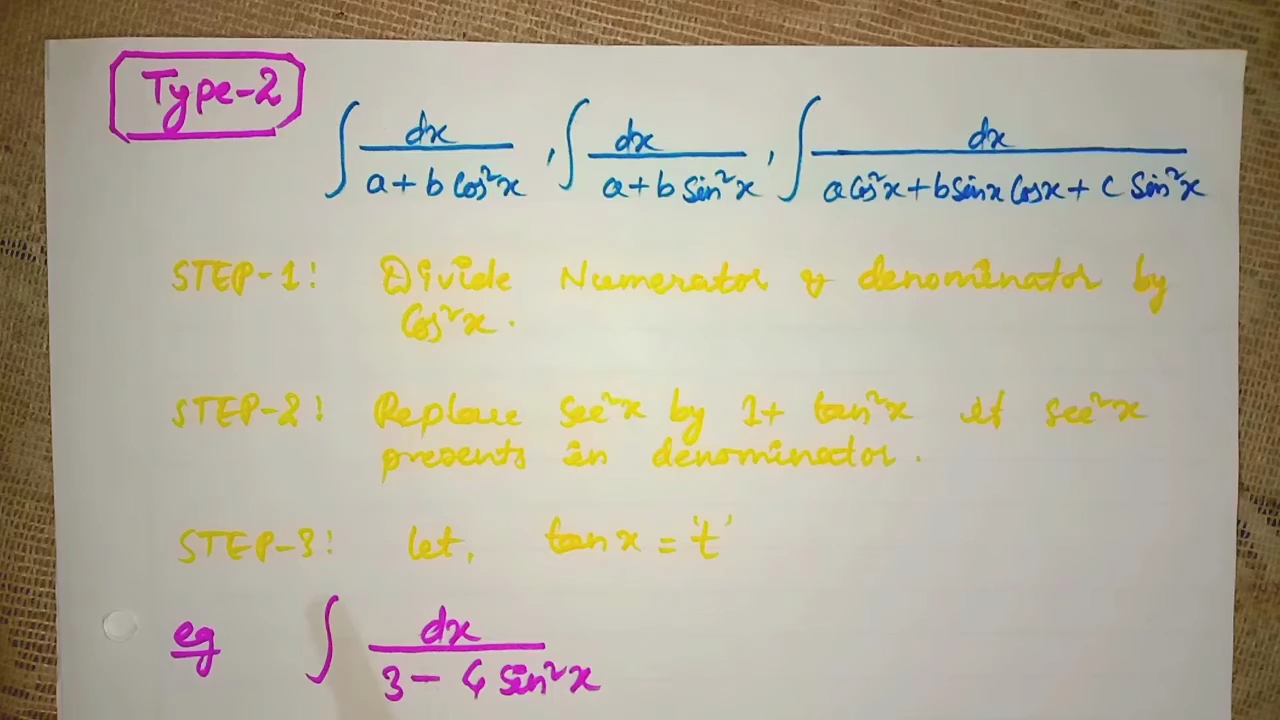 Type-2
∫ dx / (a + b Cos²x) , ∫ dx / (a + b Sin²x) , ∫ dx / (a Cos²x + b Sinx Cosx + c Sin²x)
STEP-1: Divide Numerator & denominator by
Cos²x.
STEP-2: Replace Sec²x by 1 + tan²x if sec²x
presents in denominator.
STEP-3: let, tan x = 't'
eg ∫ dx / (3 - 4 Sin²x)